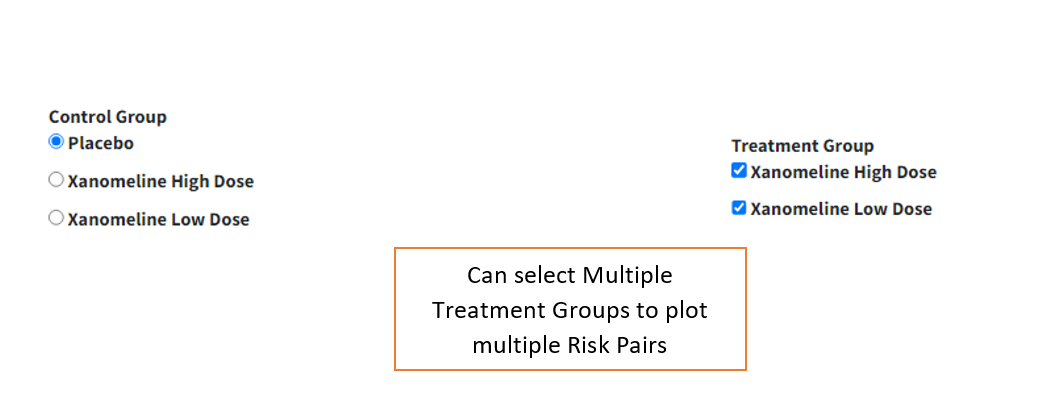 Control Group
Placebo
Xanomeline High Dose
Xanomeline Low Dose
Treatment Group
Xanomeline High Dose
Xanomeline Low Dose
Can select Multiple
Treatment Groups to plot
multiple Risk Pairs